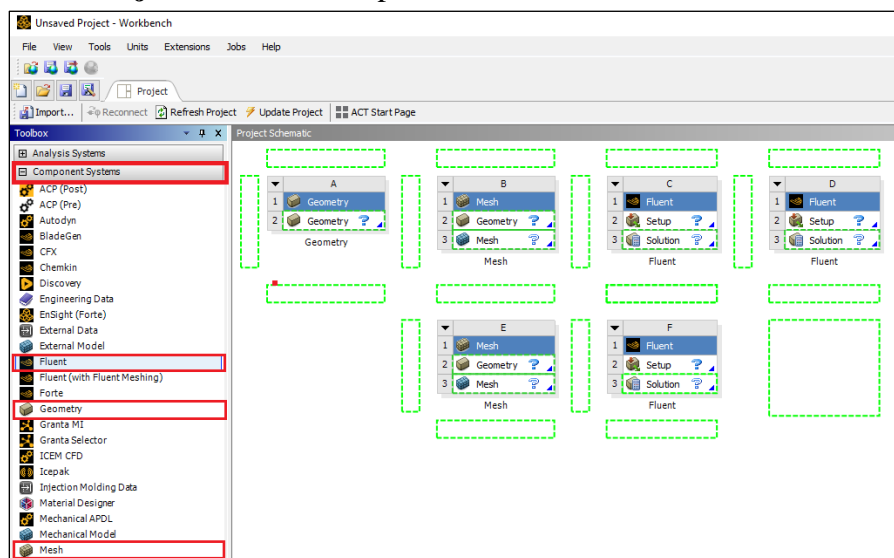 Unsaved Project - Workbench
File View Tools Units Extensions Jobs Help
Project
Import... Reconnect Refresh Project Update Project ACT Start Page
Toolbox
Project Schematic
Analysis Systems
Component Systems
ACP (Post)
ACP (Pre)
Autodyn
BladeGen
CFX
Chemkin
Discovery
Engineering Data
EnSight (Forte)
External Data
External Model
Fluent
Fluent (with Fluent Meshing)
Forte
Geometry
Granta MI
Granta Selector
ICEM CFD
Icepak
Injection Molding Data
Material Designer
Mechanical APDL
Mechanical Model
Mesh
A
1 Geometry
2 Geometry ?
Geometry
B
1 Mesh
2 Geometry ?
3 Mesh ?
Mesh
C
1 Fluent
2 Setup ?
3 Solution ?
Fluent
D
1 Fluent
2 Setup ?
3 Solution ?
Fluent
E
1 Mesh
2 Geometry ?
3 Mesh ?
Mesh
F
1 Fluent
2 Setup ?
3 Solution ?
Fluent